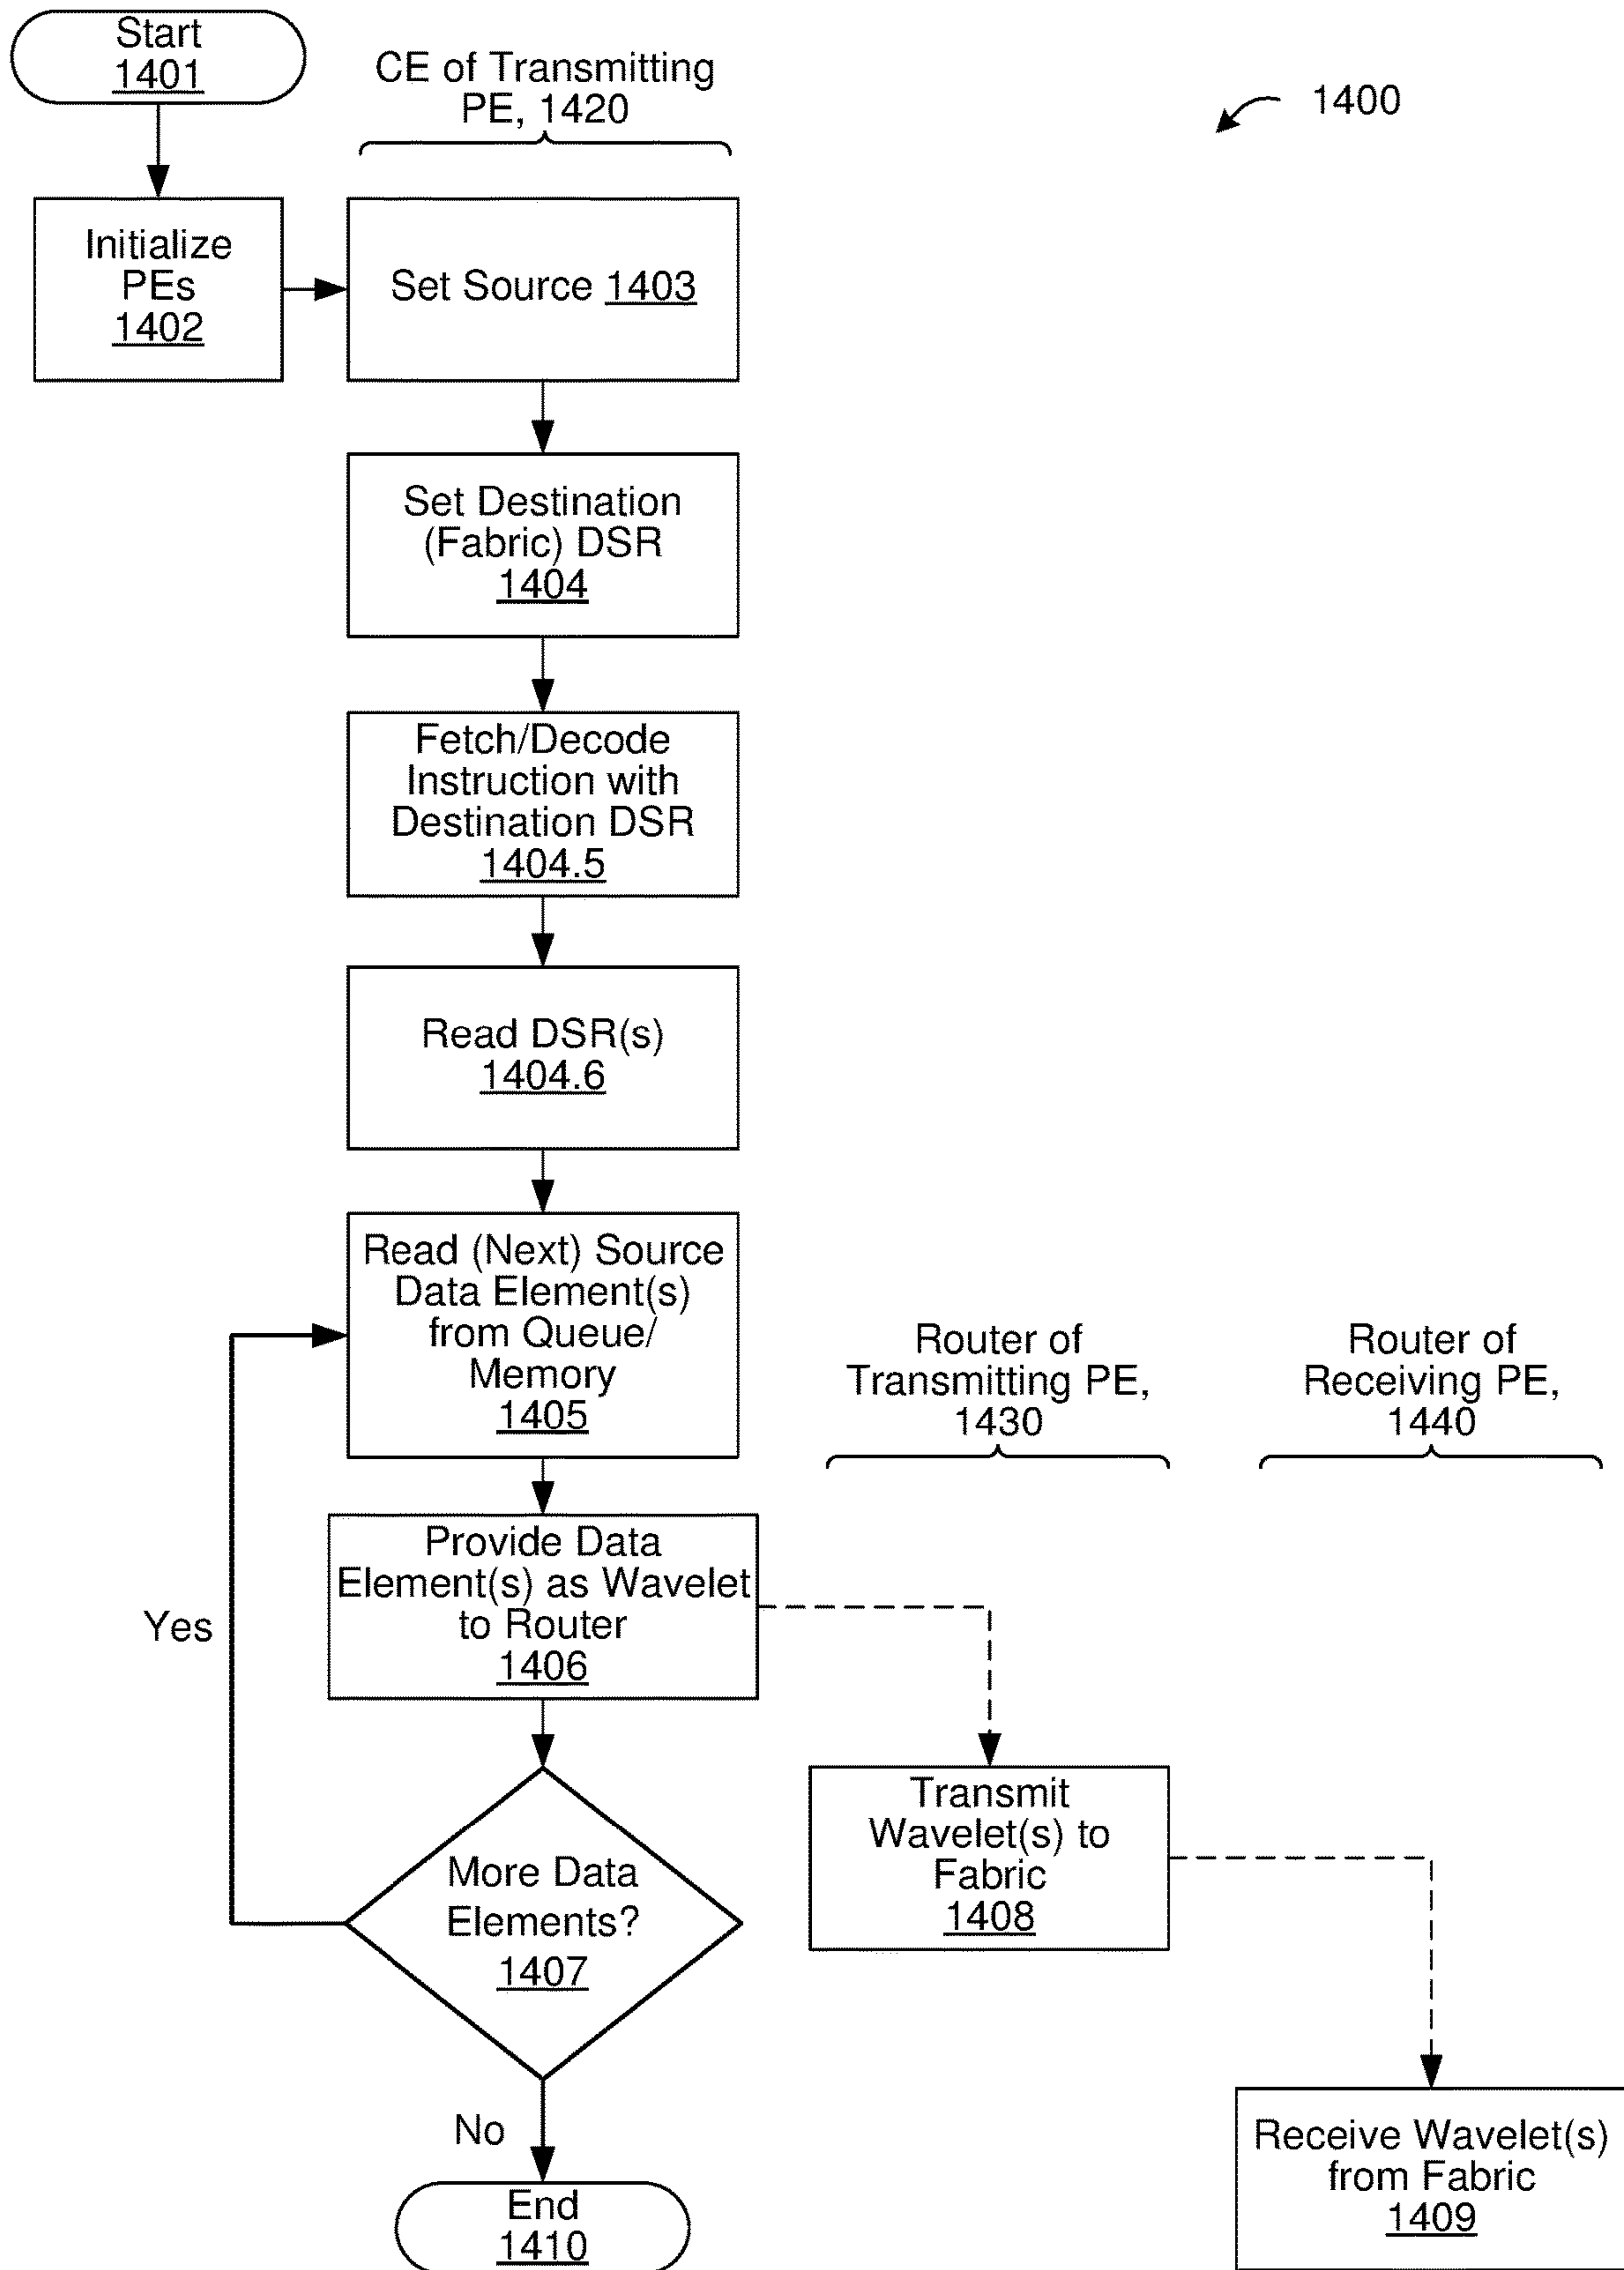 Start
1401
CE of Transmitting
PE, 1420
1400
Initialize
PEs
1402
Set Source 1403
Set Destination
(Fabric) DSR
1404
Fetch/Decode
Instruction with
Destination DSR
1404.5
Read DSR(s)
1404.6
Read (Next) Source
Data Element(s)
from Queue/
Memory
1405
Router of
Transmitting PE,
1430
Router of
Receiving PE,
1440
Provide Data
Element(s) as Wavelet
to Router
1406
Yes
Transmit
Wavelet(s) to
Fabric
1408
More Data
Elements?
1407
No
End
1410
Receive Wavelet(s)
from Fabric
1409